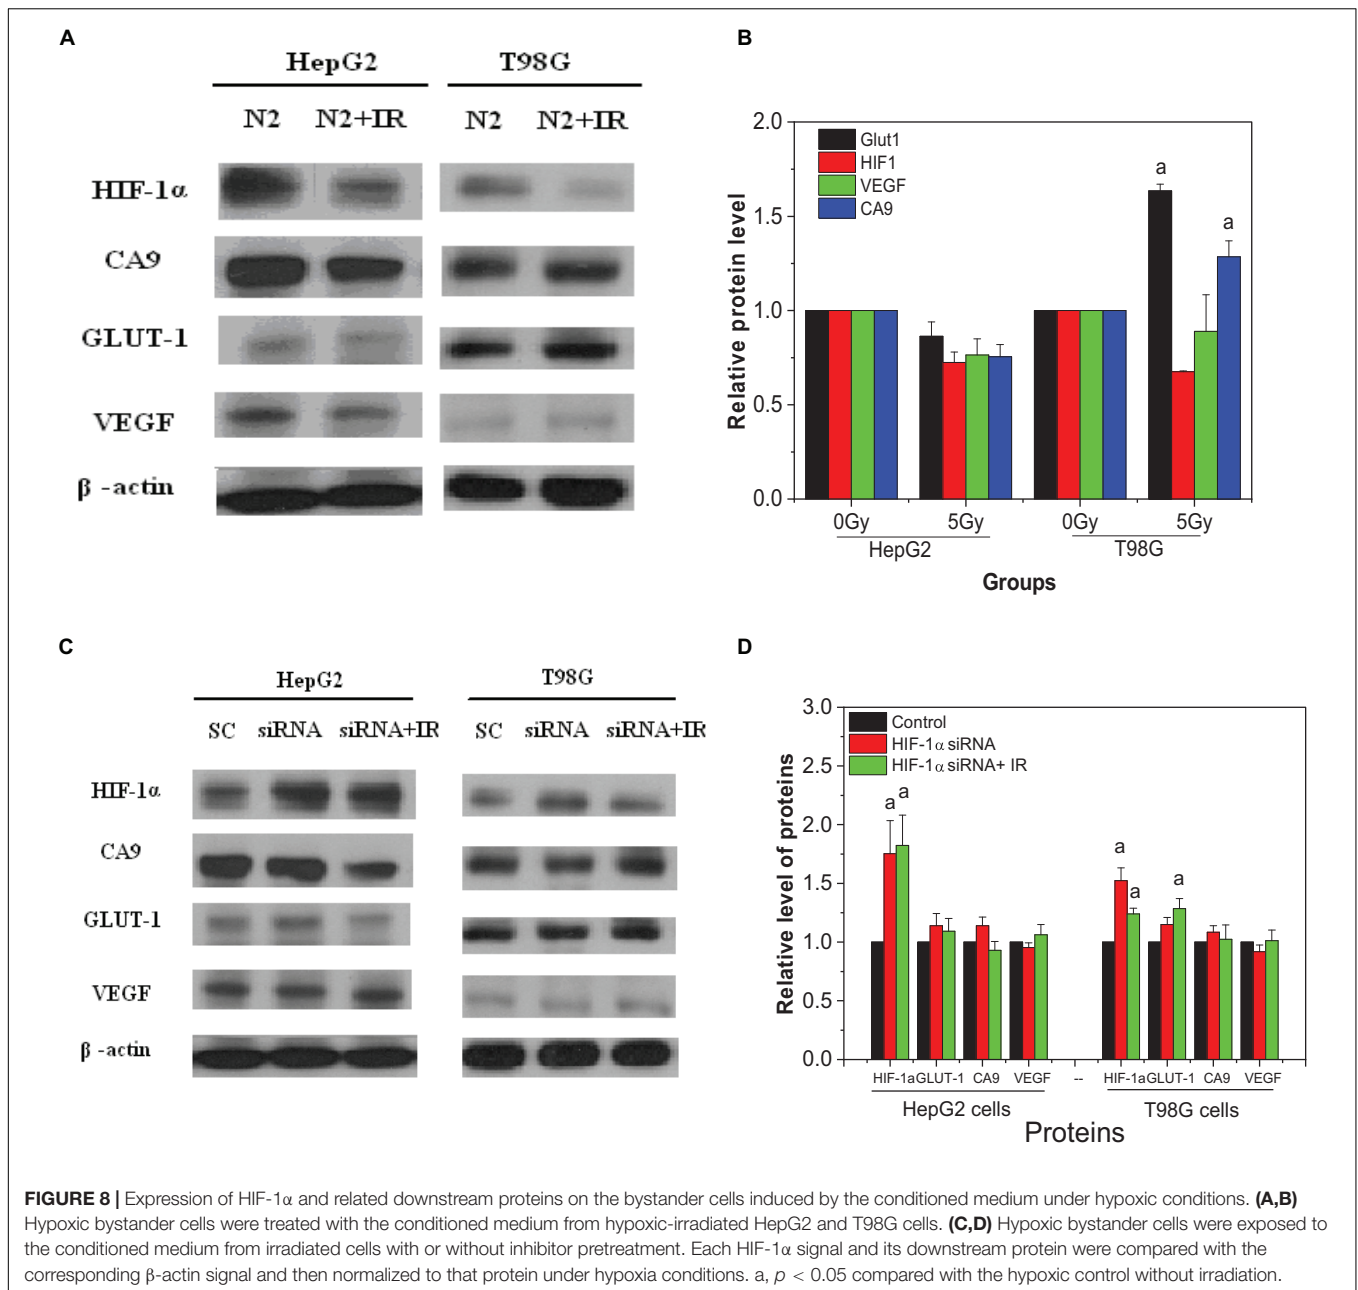 A
HepG2
T98G
N2
N2+IR
N2
N2+IR
HIF-1α
CA9
GLUT-1
VEGF
β -actin
B
2.0
1.5
1.0
0.5
0.0
Relative protein level
Glut1
HIF1
VEGF
CA9
a
a
0Gy
5Gy
0Gy
5Gy
HepG2
T98G
Groups
C
HepG2
T98G
SC
siRNA
siRNA+IR
SC
siRNA
siRNA+IR
HIF-1α
CA9
GLUT-1
VEGF
β -actin
D
3.0
2.5
2.0
1.5
1.0
0.5
0.0
Relative level of proteins
Control
HIF-1α siRNA
HIF-1α siRNA+ IR
a
a
a
a
a
HIF-1a GLUT-1 CA9 VEGF -- HIF-1a GLUT-1 CA9 VEGF
HepG2 cells
T98G cells
Proteins
FIGURE 8 | Expression of HIF-1α and related downstream proteins on the bystander cells induced by the conditioned medium under hypoxic conditions. (A,B)
Hypoxic bystander cells were treated with the conditioned medium from hypoxic-irradiated HepG2 and T98G cells. (C,D) Hypoxic bystander cells were exposed to
the conditioned medium from irradiated cells with or without inhibitor pretreatment. Each HIF-1α signal and its downstream protein were compared with the
corresponding β-actin signal and then normalized to that protein under hypoxia conditions. a, p < 0.05 compared with the hypoxic control without irradiation.